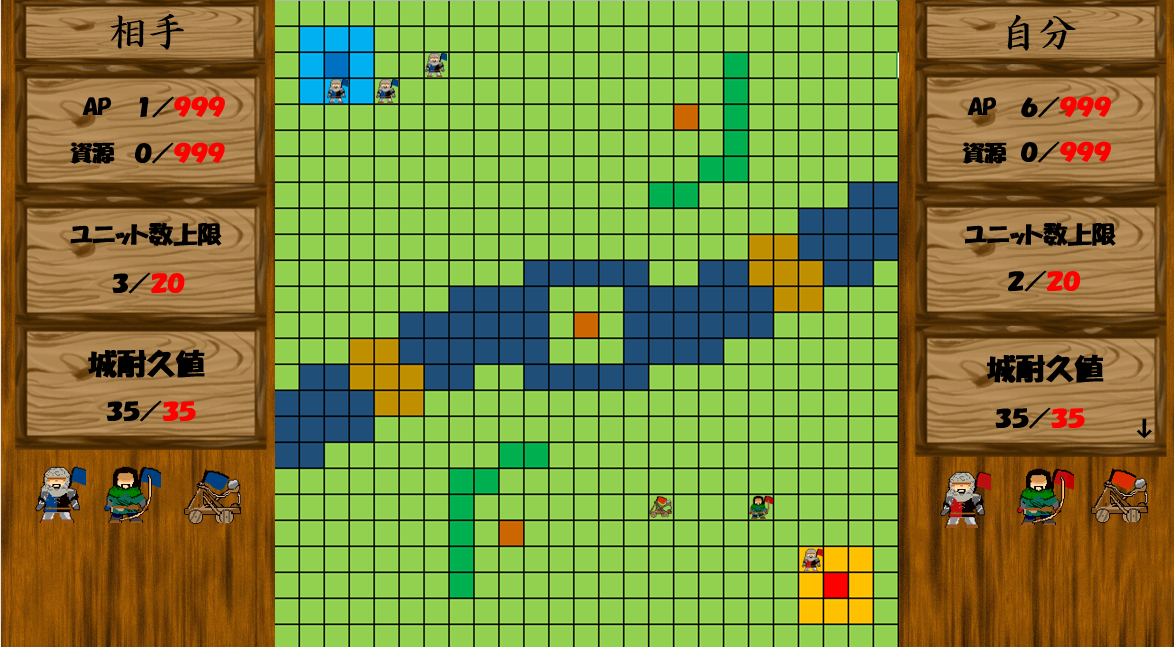 相手
AP 1/999
資源 0/999
ユニット数上限
3/20
城耐久値
35/35
自分
AP 6/999
資源 0/999
ユニット数上限
2/20
城耐久値
35/35
↓